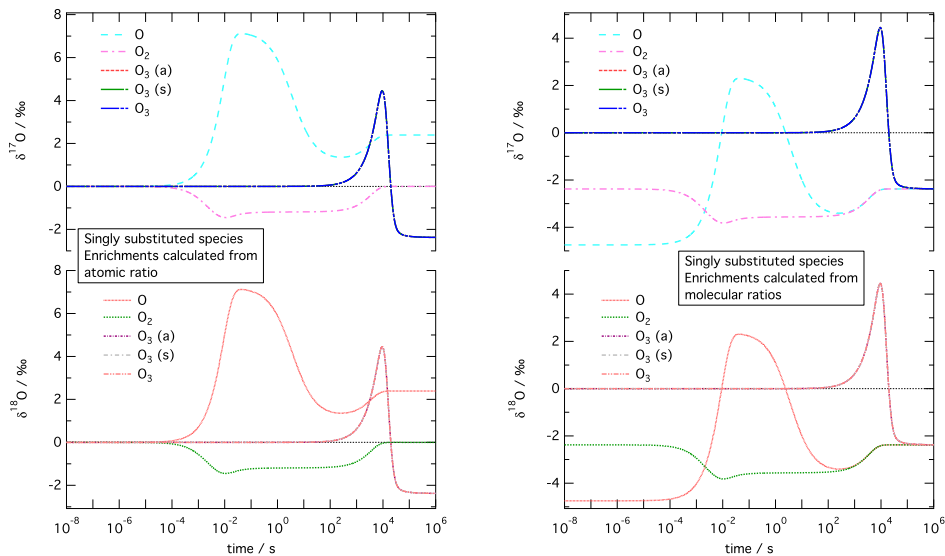 8
6
4
2
0
-2
δ17O / ‰
O
O2
O3 (a)
O3 (s)
O3
Singly substituted species
Enrichments calculated from
atomic ratio
8
6
4
2
0
-2
δ18O / ‰
O
O2
O3 (a)
O3 (s)
O3
10-8 10-6 10-4 10-2 100 102 104 106
time / s
4
2
0
-2
-4
δ17O / ‰
O
O2
O3 (a)
O3 (s)
O3
Singly substituted species
Enrichments calculated from
molecular ratios
4
2
0
-2
-4
δ18O / ‰
O
O2
O3 (a)
O3 (s)
O3
10-8 10-6 10-4 10-2 100 102 104 106
time / s